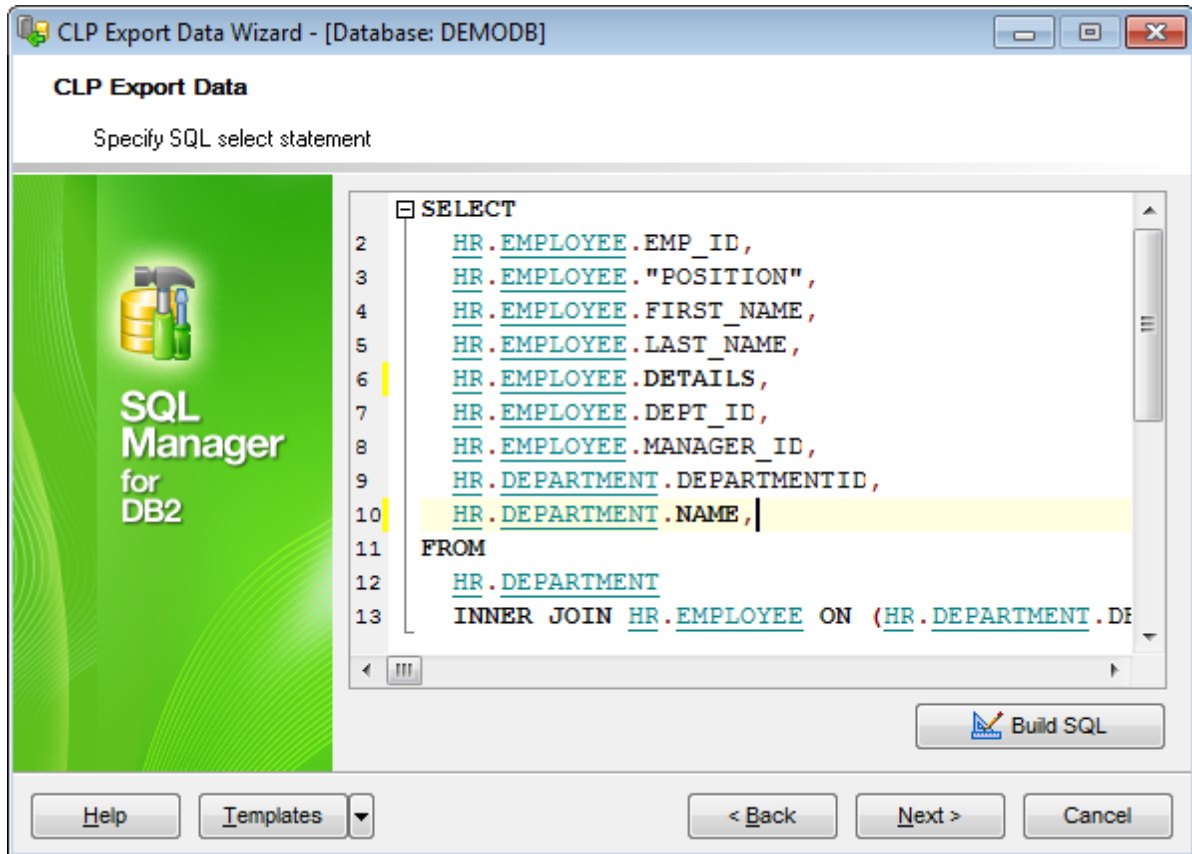 CLP Export Data Wizard - [Database: DEMODB]
CLP Export Data
Specify SQL select statement
SQL
Manager
for
DB2
SELECT
2 HR.EMPLOYEE.EMP_ID,
3 HR.EMPLOYEE."POSITION",
4 HR.EMPLOYEE.FIRST_NAME,
5 HR.EMPLOYEE.LAST_NAME,
6 HR.EMPLOYEE.DETAILS,
7 HR.EMPLOYEE.DEPT_ID,
8 HR.EMPLOYEE.MANAGER_ID,
9 HR.DEPARTMENT.DEPARTMENTID,
10 HR.DEPARTMENT.NAME,
11 FROM
12 HR.DEPARTMENT
13 INNER JOIN HR.EMPLOYEE ON (HR.DEPARTMENT.DE
Build SQL
Help Templates < Back Next > Cancel